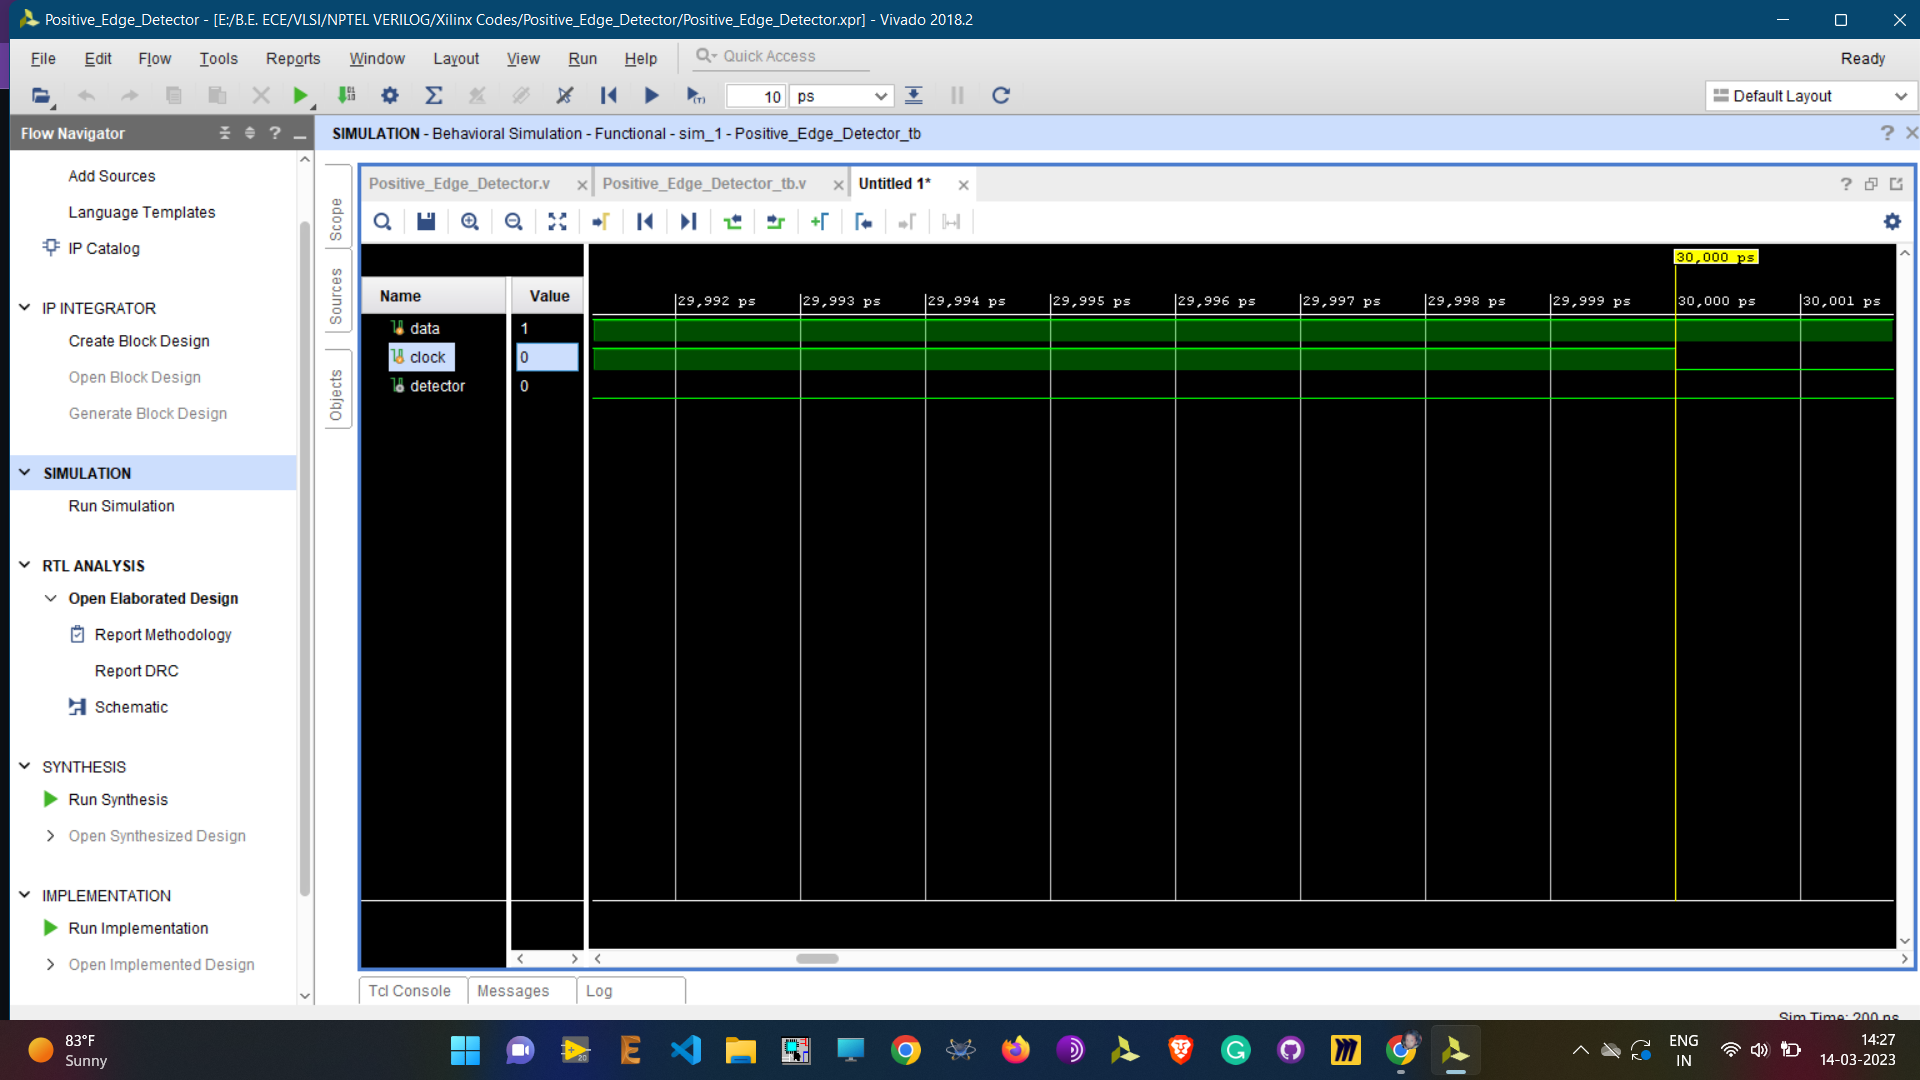 Positive_Edge_Detector - [E:/B.E. ECE/VLSI/NPTEL VERILOG/Xilinx Codes/Positive_Edge_Detector/Positive_Edge_Detector.xpr] - Vivado 2018.2
File Edit Flow Tools Reports Window Layout View Run Help Quick Access Ready
10 ps Default Layout
Flow Navigator
SIMULATION - Behavioral Simulation - Functional - sim_1 - Positive_Edge_Detector_tb
Add Sources
Language Templates
IP Catalog
IP INTEGRATOR
Create Block Design
Open Block Design
Generate Block Design
SIMULATION
Run Simulation
RTL ANALYSIS
Open Elaborated Design
Report Methodology
Report DRC
Schematic
SYNTHESIS
Run Synthesis
Open Synthesized Design
IMPLEMENTATION
Run Implementation
Open Implemented Design
Scope
Sources
Objects
Positive_Edge_Detector.v Positive_Edge_Detector_tb.v Untitled 1*
30,000 ps
Name Value 29,992 ps 29,993 ps 29,994 ps 29,995 ps 29,996 ps 29,997 ps 29,998 ps 29,999 ps 30,000 ps 30,001 ps
data 1
clock 0
detector 0
Tcl Console Messages Log
Sim Time: 200 ns
83°F
Sunny
ENG
IN
14:27
14-03-2023